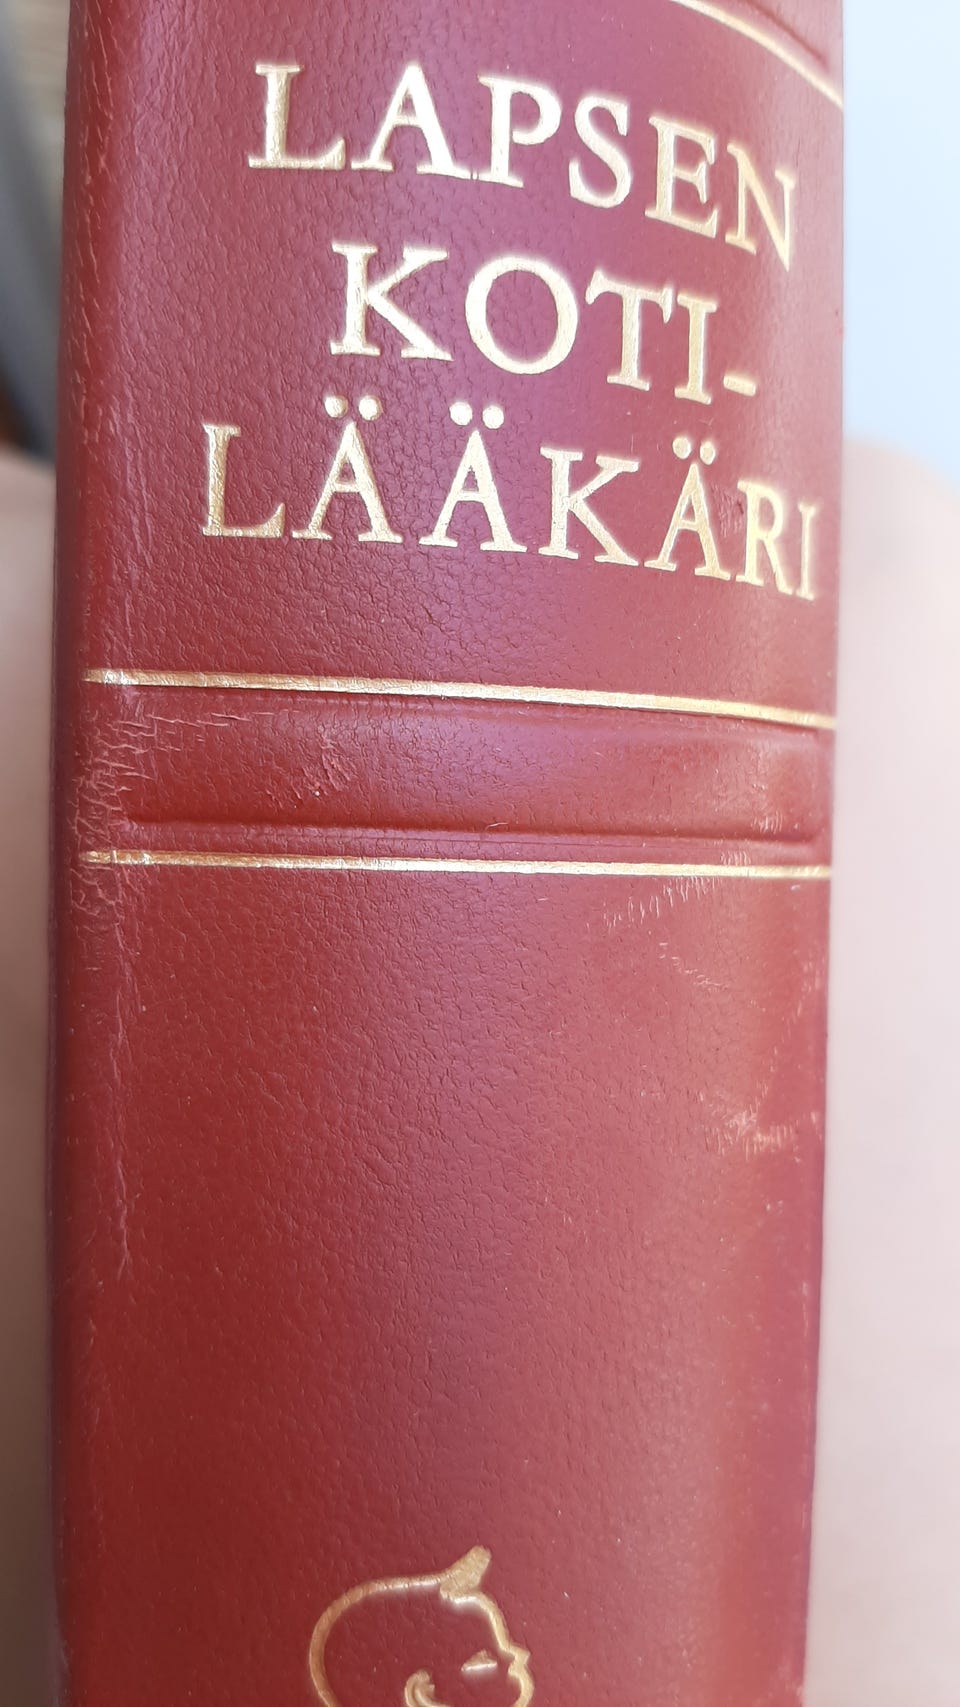 LAPSEN
KOTI-
LÄÄKÄRI